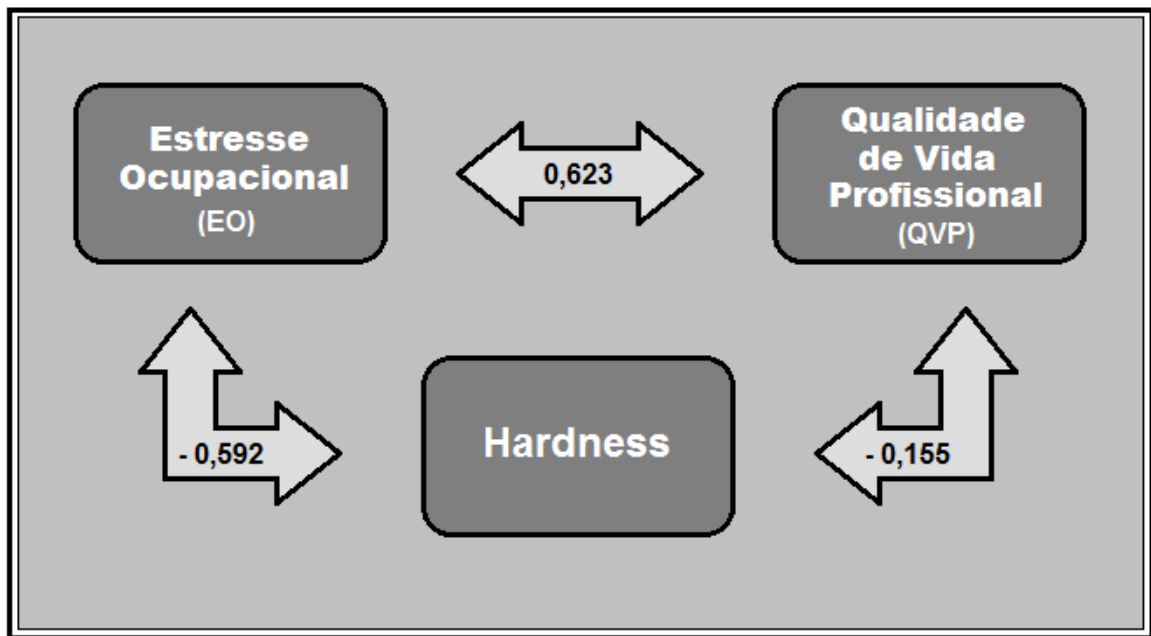 Estresse
Ocupacional
(EO)
0,623
Qualidade
de Vida
Profissional
(QVP)
- 0,592
Hardness
- 0,155